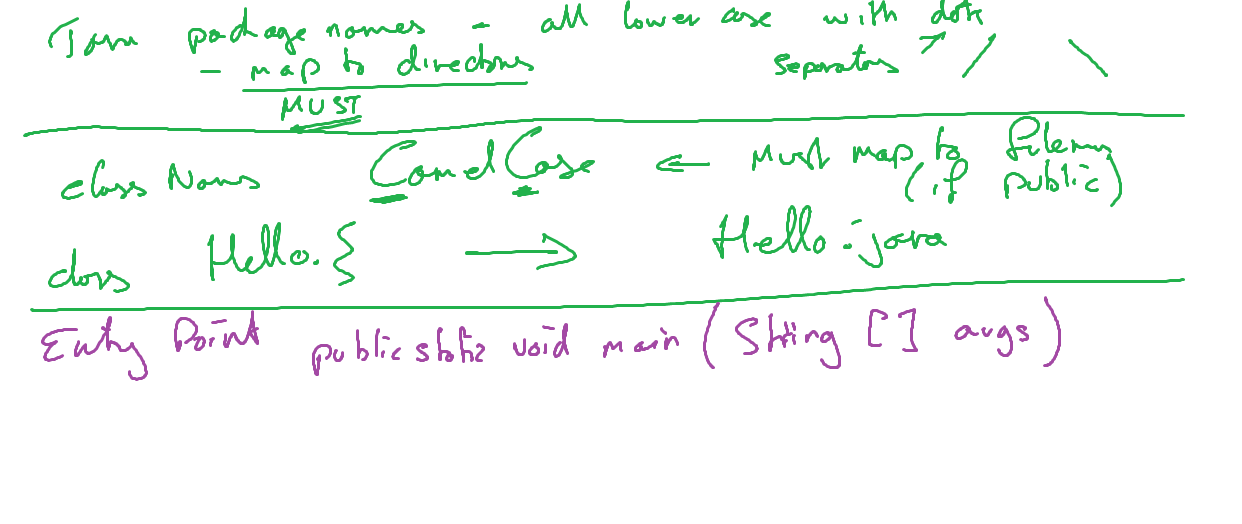 Java package names - all lower case with dot
- map to directories separators / \
MUST
class Names CamelCase ← Must map to filename
(if public)
class Hello. { → Hello.java
Entry Point public static void main (String [] args)